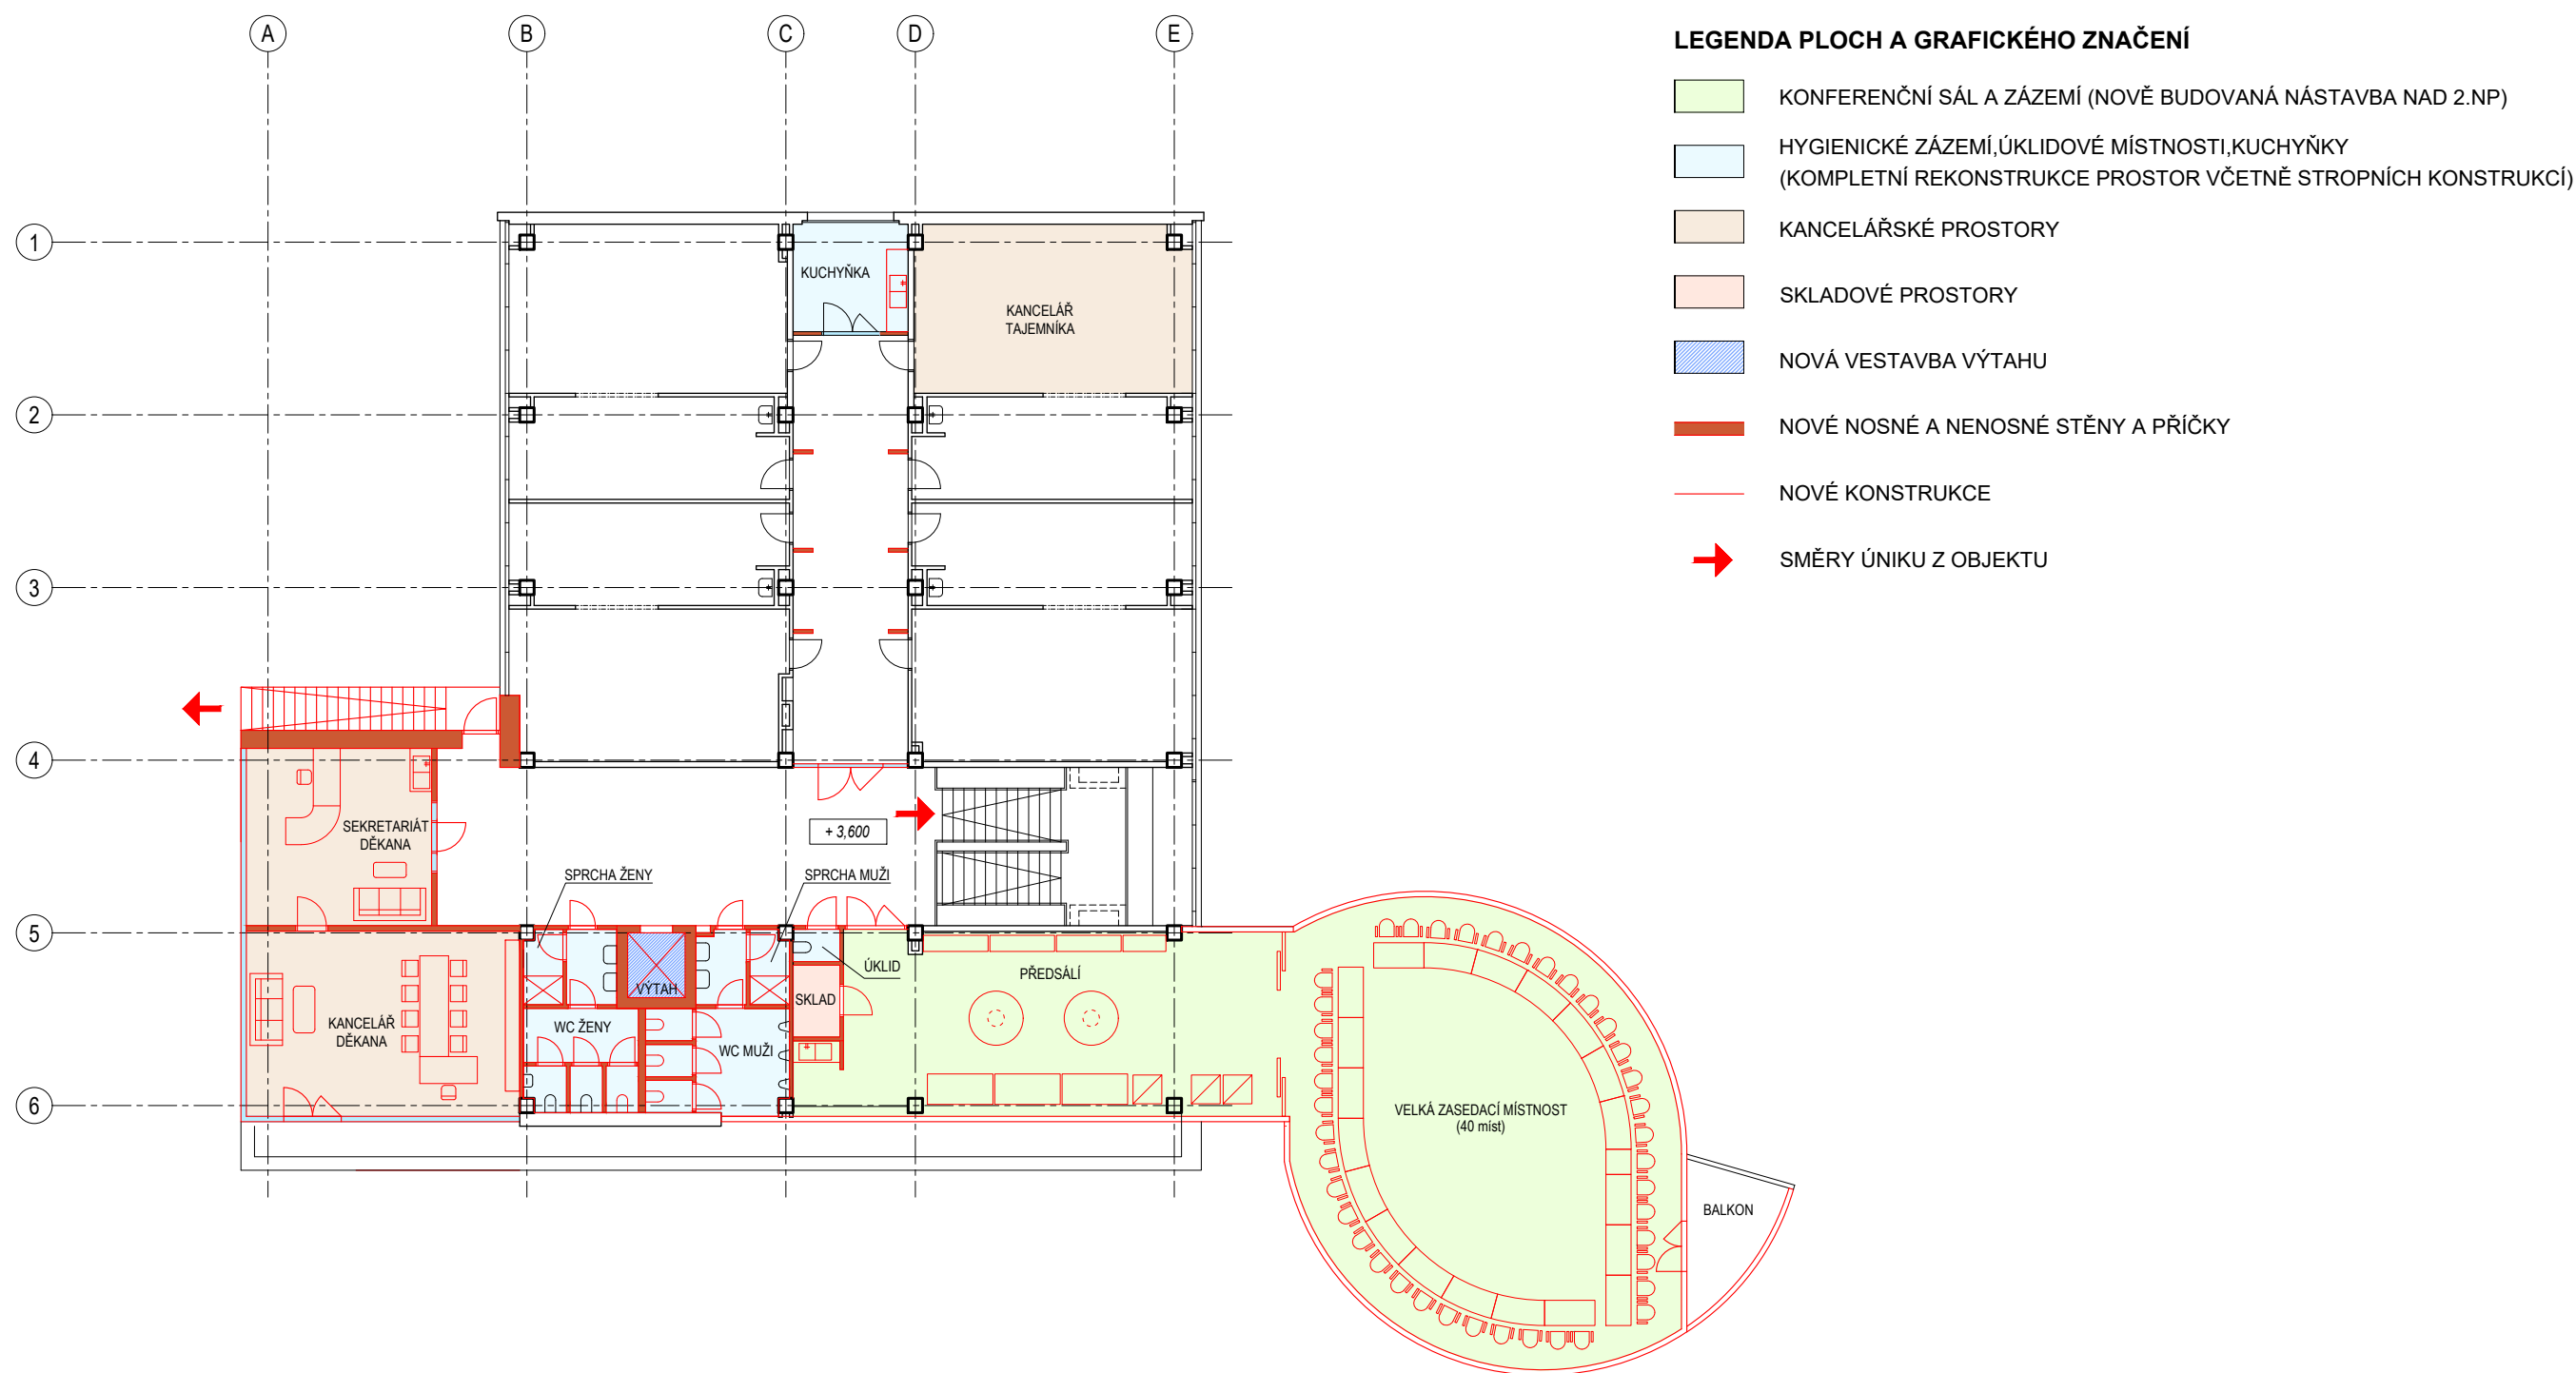 A
B
C
D
E
LEGENDA PLOCH A GRAFICKÉHO ZNAČENÍ
KONFERENČNÍ SÁL A ZÁZEMÍ (NOVĚ BUDOVANÁ NÁSTAVBA NAD 2.NP)
HYGIENICKÉ ZÁZEMÍ,ÚKLIDOVÉ MÍSTNOSTI,KUCHYŇKY
(KOMPLETNÍ REKONSTRUKCE PROSTOR VČETNĚ STROPNÍCH KONSTRUKCÍ)
KANCELÁŘSKÉ PROSTORY
SKLADOVÉ PROSTORY
NOVÁ VESTAVBA VÝTAHU
NOVÉ NOSNÉ A NENOSNÉ STĚNY A PŘÍČKY
NOVÉ KONSTRUKCE
SMĚRY ÚNIKU Z OBJEKTU
1
2
3
4
5
6
KUCHYŇKA
KANCELÁŘ
TAJEMNÍKA
SEKRETARIÁT
DĚKANA
+ 3,600
SPRCHA ŽENY
SPRCHA MUŽI
ÚKLID
PŘEDSÁLÍ
VÝTAH
SKLAD
KANCELÁŘ
DĚKANA
WC ŽENY
WC MUŽI
VELKÁ ZASEDACÍ MÍSTNOST
(40 míst)
BALKON